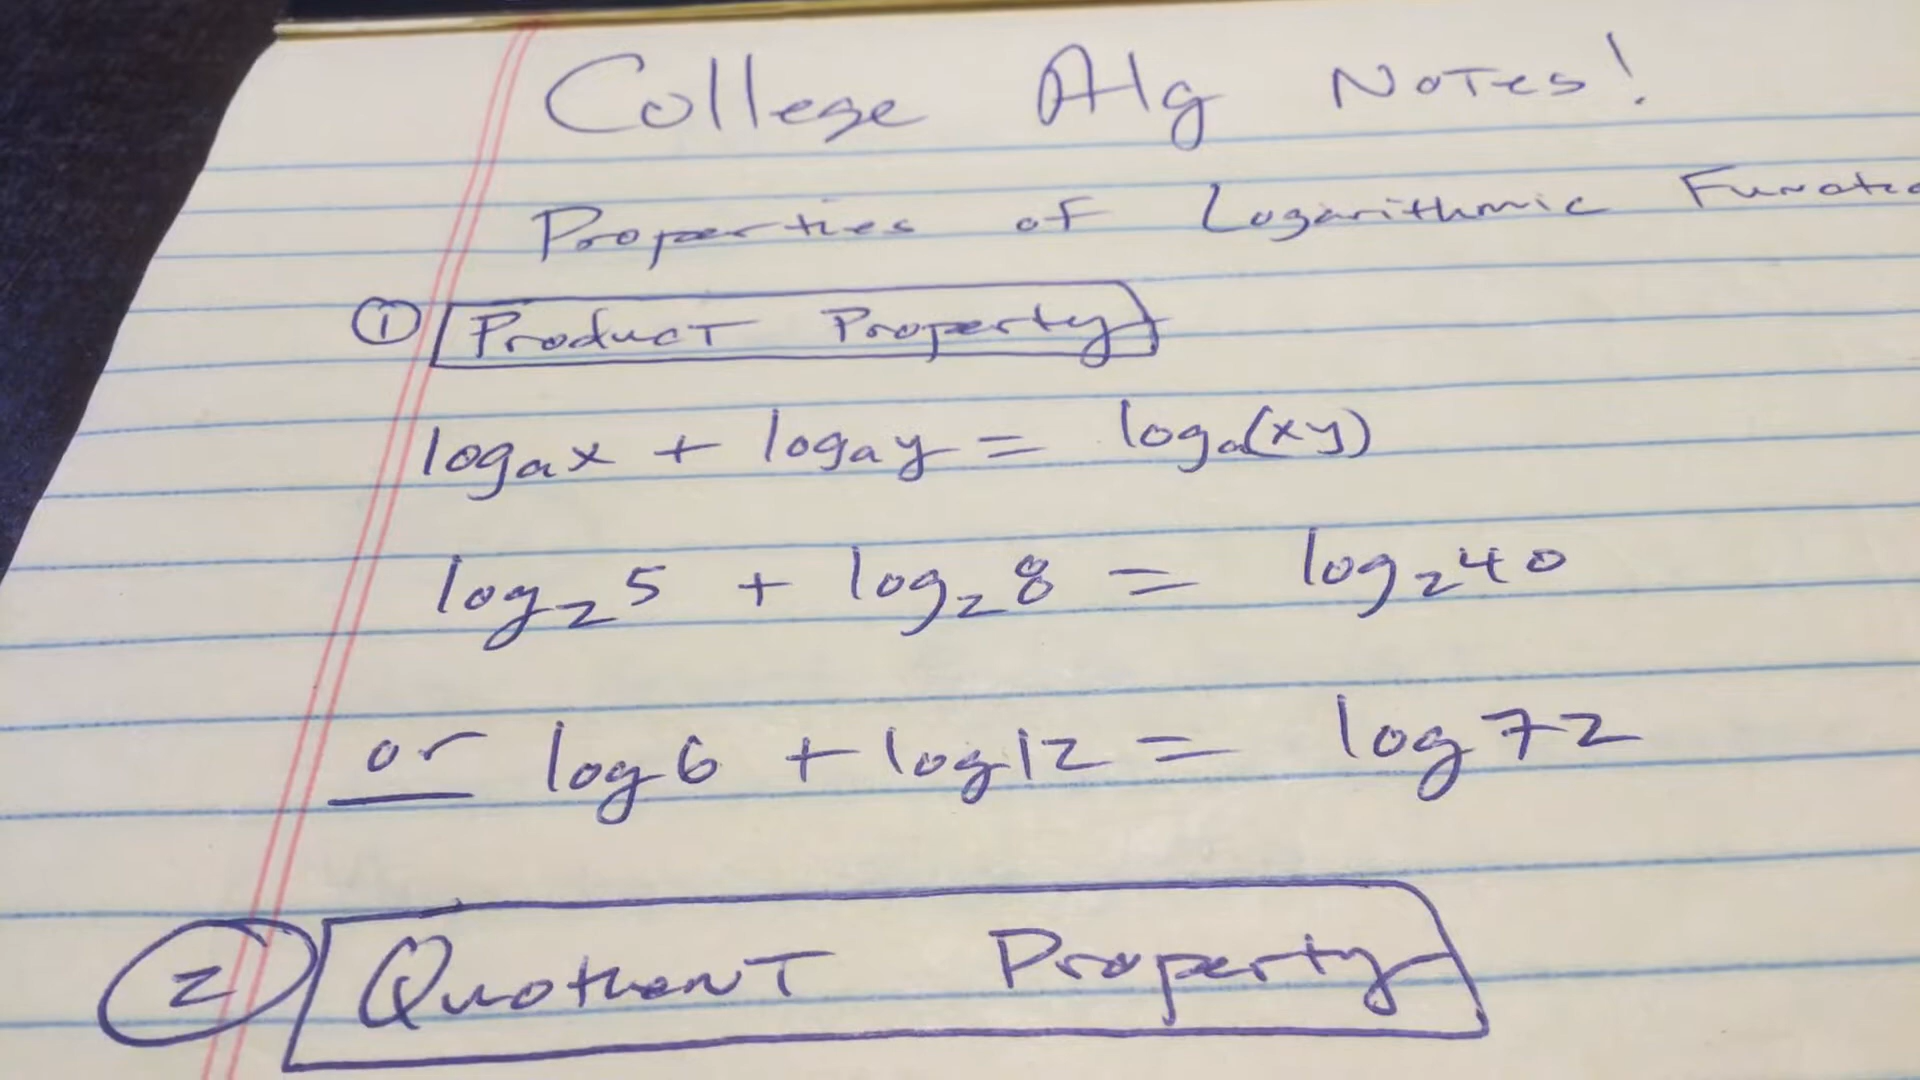 College Alg Notes!
Properties of Logarithmic
① Product Property
logₐx + logₐy = logₐ(xy)
log₂5 + log₂8 = log₂40
or log6 + log12 = log72
② Quotient Property